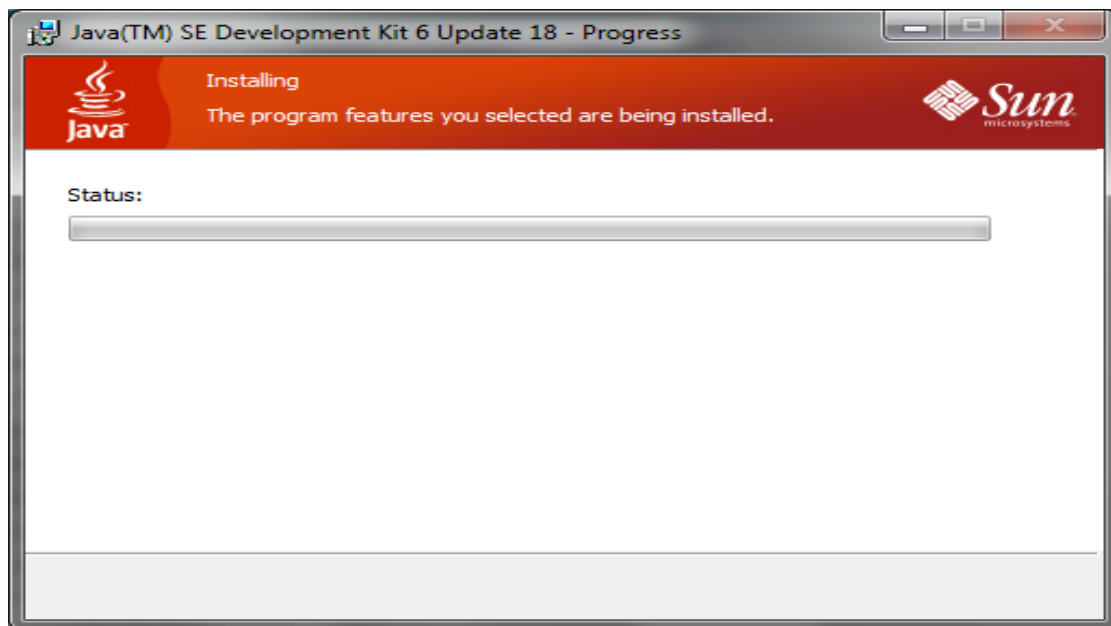 Java(TM) SE Development Kit 6 Update 18 - Progress
Installing
The program features you selected are being installed.
Java
Sun
microsystems
Status: